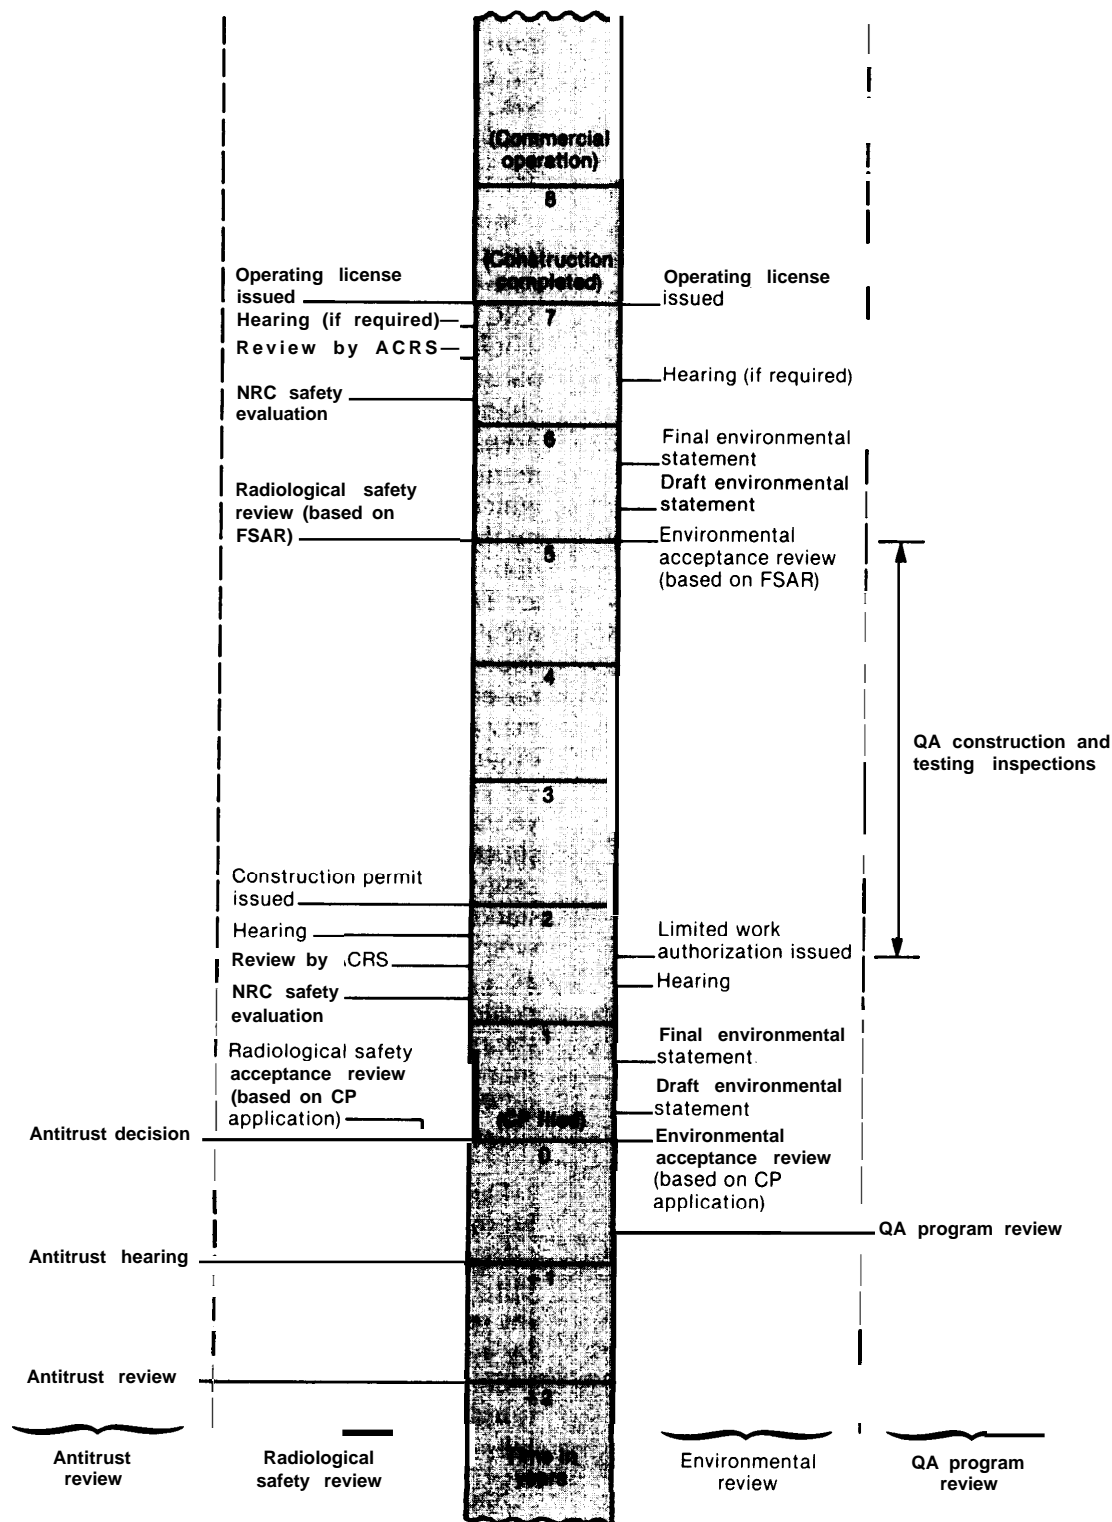 (Commercial
operation)
8
(Construction
completed)
Operating license
issued
Operating license
issued
7
Hearing (if required)
Review by ACRS
Hearing (if required)
NRC safety
evaluation
6
Final environmental
statement
Draft environmental
statement
Radiological safety
review (based on
FSAR)
Environmental
acceptance review
(based on FSAR)
5
4
QA construction and
testing inspections
3
Construction permit
issued
2
Hearing
Limited work
authorization issued
Review by CRS
Hearing
NRC safety
evaluation
1
Final environmental
statement
Radiological safety
acceptance review
(based on CP
application)
Draft environmental
statement
(CP filed)
Antitrust decision
Environmental
acceptance review
(based on CP
application)
0
QA program review
Antitrust hearing
Antitrust review
Time in
years
Antitrust
review
Radiological
safety review
Environmental
review
QA program
review